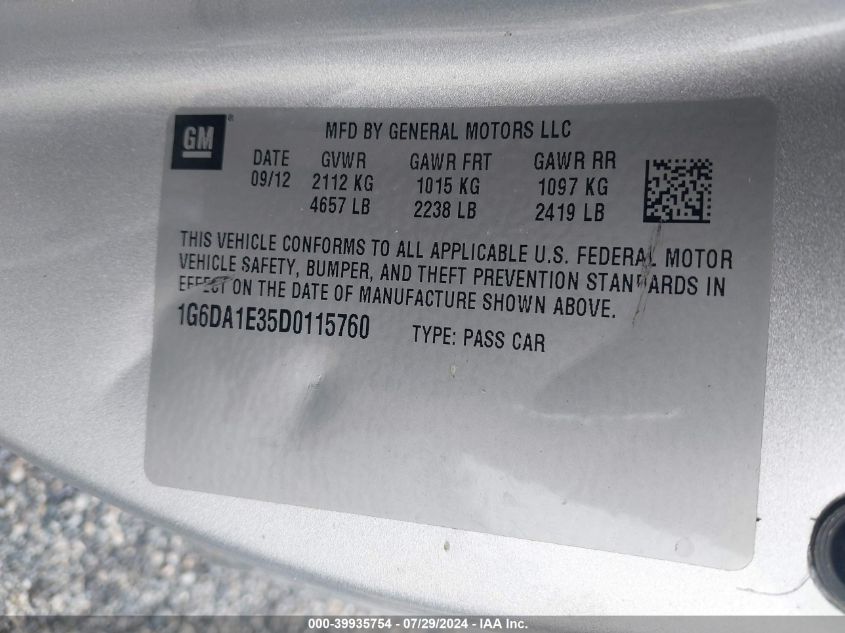 GM®
MFD BY GENERAL MOTORS LLC
DATE GVWR GAWR FRT GAWR RR
09/12 2112 KG 1015 KG 1097 KG
4657 LB 2238 LB 2419 LB
THIS VEHICLE CONFORMS TO ALL APPLICABLE U.S. FEDERAL MOTOR
VEHICLE SAFETY, BUMPER, AND THEFT PREVENTION STANDARDS IN
EFFECT ON THE DATE OF MANUFACTURE SHOWN ABOVE.
1G6DA1E35D0115760 TYPE: PASS CAR
000-39935754 - 07/29/2024 - IAA Inc.